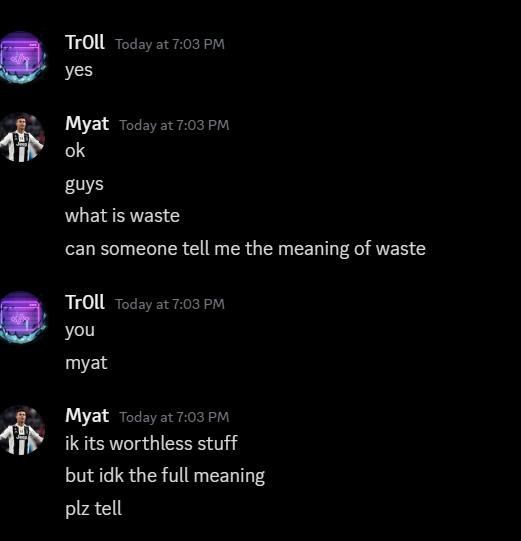 Tr0ll Today at 7:03 PM
yes
Myat Today at 7:03 PM
ok
guys
what is waste
can someone tell me the meaning of waste
Tr0ll Today at 7:03 PM
you
myat
Myat Today at 7:03 PM
ik its worthless stuff
but idk the full meaning
plz tell